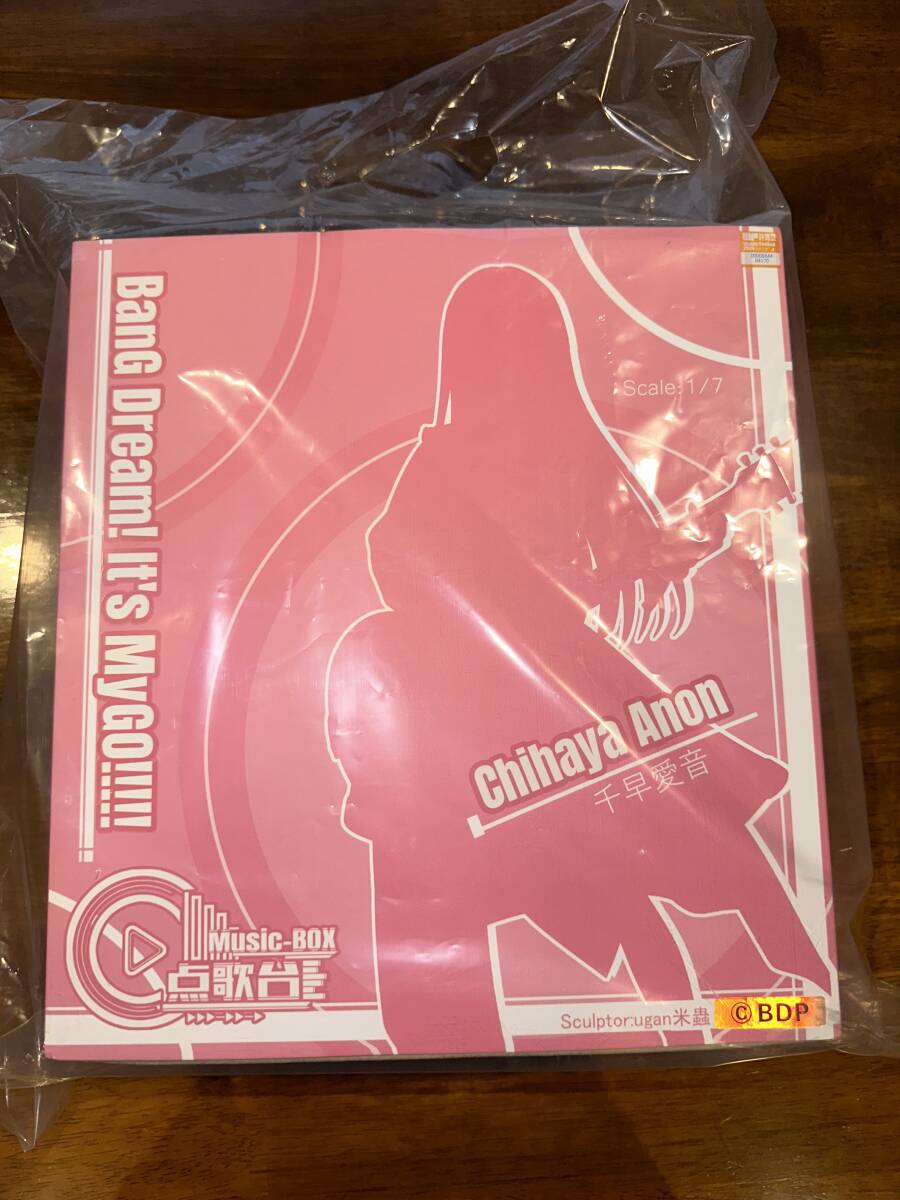 BanG Dream! It's MyGO!!!!!
Scale:1/7
Chihaya Anon
千早愛音
Music-BOX
点歌台
Sculptor:ugan米蟲
©BDP